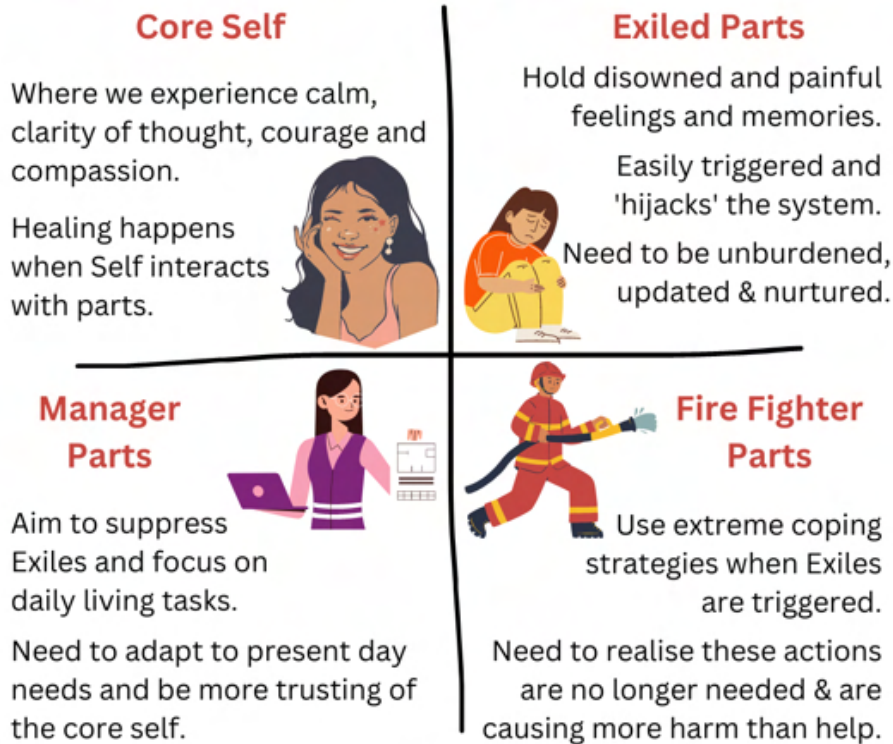 Core Self
Where we experience calm,
clarity of thought, courage and
compassion.
Healing happens
when Self interacts
with parts.
Exiled Parts
Hold disowned and painful
feelings and memories.
Easily triggered and
'hijacks' the system.
Need to be unburdened,
updated & nurtured.
Manager
Parts
Aim to suppress
Exiles and focus on
daily living tasks.
Need to adapt to present day
needs and be more trusting of
the core self.
Fire Fighter
Parts
Use extreme coping
strategies when Exiles
are triggered.
Need to realise these actions
are no longer needed & are
causing more harm than help.